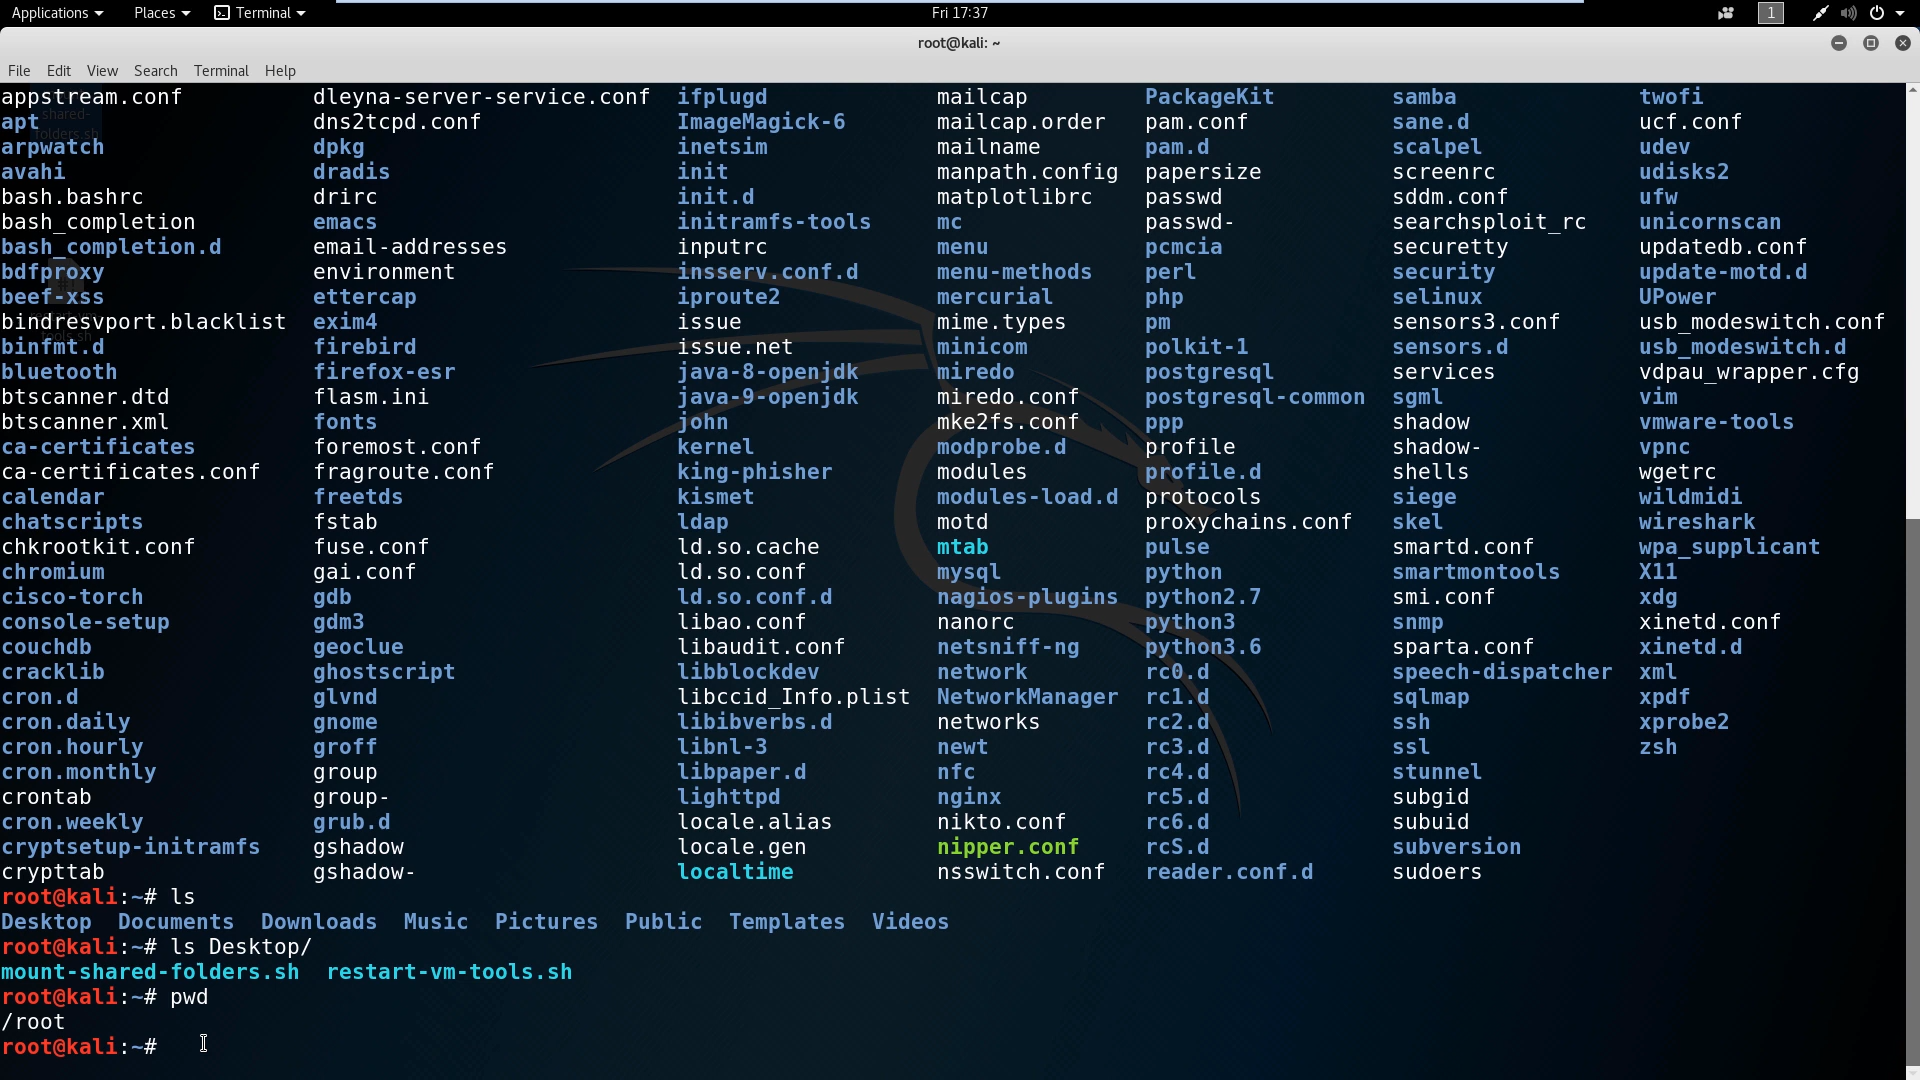 Applications Places Terminal Fri 17:37 1
root@kali: ~
File Edit View Search Terminal Help
appstream.conf dleyna-server-service.conf ifplugd mailcap PackageKit samba twofi
apt dns2tcpd.conf ImageMagick-6 mailcap.order pam.conf sane.d ucf.conf
arpwatch dpkg inetsim mailname pam.d scalpel udev
avahi dradis init manpath.config papersize screenrc udisks2
bash.bashrc drirc init.d matplotlibrc passwd sddm.conf ufw
bash_completion emacs initramfs-tools mc passwd- searchsploit_rc unicornscan
bash_completion.d email-addresses inputrc menu pcmcia securetty updatedb.conf
bdfproxy environment insserv.conf.d menu-methods perl security update-motd.d
beef-xss ettercap iproute2 mercurial php selinux UPower
bindresvport.blacklist exim4 issue mime.types pm sensors3.conf usb_modeswitch.conf
binfmt.d firebird issue.net minicom polkit-1 sensors.d usb_modeswitch.d
bluetooth firefox-esr java-8-openjdk miredo postgresql services vdpau_wrapper.cfg
btscanner.dtd flasm.ini java-9-openjdk miredo.conf postgresql-common sgml vim
btscanner.xml fonts john mke2fs.conf ppp shadow vmware-tools
ca-certificates foremost.conf kernel modprobe.d profile shadow- vpnc
ca-certificates.conf fragroute.conf king-phisher modules profile.d shells wgetrc
calendar freetds kismet modules-load.d protocols siege wildmidi
chatscripts fstab ldap motd proxychains.conf skel wireshark
chkrootkit.conf fuse.conf ld.so.cache mtab pulse smartd.conf wpa_supplicant
chromium gai.conf ld.so.conf mysql python smartmontools X11
cisco-torch gdb ld.so.conf.d nagios-plugins python2.7 smi.conf xdg
console-setup gdm3 libao.conf nanorc python3 snmp xinetd.conf
couchdb geoclue libaudit.conf netsniff-ng python3.6 sparta.conf xinetd.d
cracklib ghostscript libblockdev network rc0.d speech-dispatcher xml
cron.d glvnd libccid_Info.plist NetworkManager rc1.d sqlmap xpdf
cron.daily gnome libibverbs.d networks rc2.d ssh xprobe2
cron.hourly groff libnl-3 newt rc3.d ssl zsh
cron.monthly group libpaper.d nfc rc4.d stunnel
crontab group- lighttpd nginx rc5.d subgid
cron.weekly grub.d locale.alias nikto.conf rc6.d subuid
cryptsetup-initramfs gshadow locale.gen nipper.conf rcS.d subversion
crypttab gshadow- localtime nsswitch.conf reader.conf.d sudoers
root@kali:~# ls
Desktop Documents Downloads Music Pictures Public Templates Videos
root@kali:~# ls Desktop/
mount-shared-folders.sh restart-vm-tools.sh
root@kali:~# pwd
/root
root@kali:~#